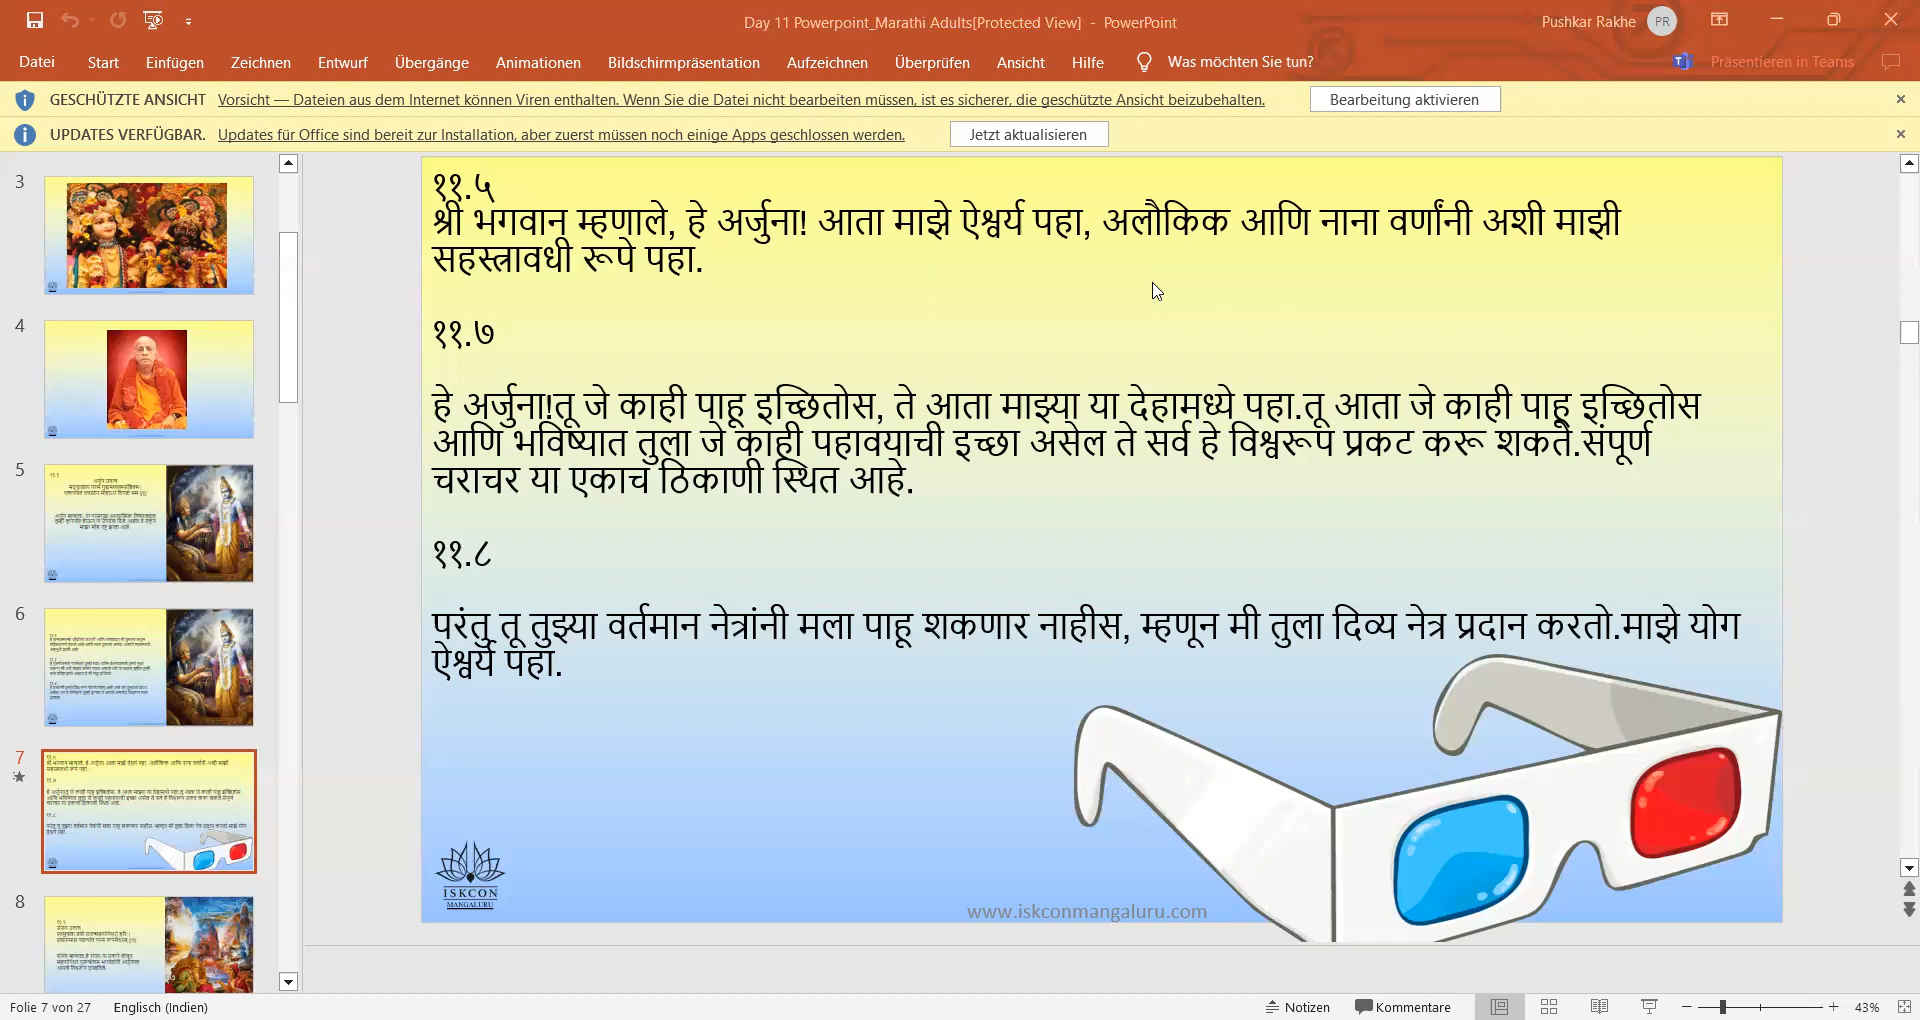 Day 11 Powerpoint_Marathi Adults[Protected View] - PowerPoint
Pushkar Rakhe
PR
Datei Start Einfügen Zeichnen Entwurf Übergänge Animationen Bildschirmpräsentation Aufzeichnen Überprüfen Ansicht Hilfe Was möchten Sie tun? Präsentieren in Teams
GESCHÜTZTE ANSICHT Vorsicht — Dateien aus dem Internet können Viren enthalten. Wenn Sie die Datei nicht bearbeiten müssen, ist es sicherer, die geschützte Ansicht beizubehalten. Bearbeitung aktivieren
UPDATES VERFÜGBAR. Updates für Office sind bereit zur Installation, aber zuerst müssen noch einige Apps geschlossen werden. Jetzt aktualisieren
3
4
5
6
7
8
११.५
श्री भगवान म्हणाले, हे अर्जुना! आता माझे ऐश्वर्य पहा, अलौकिक आणि नाना वर्णांनी अशी माझी
सहस्त्रावधी रूपे पहा.
११.७
हे अर्जुना!तू जे काही पाहू इच्छितोस, ते आता माझ्या या देहामध्ये पहा.तू आता जे काही पाहू इच्छितोस
आणि भविष्यात तुला जे काही पहावयाची इच्छा असेल ते सर्व हे विश्वरूप प्रकट करू शकते.संपूर्ण
चराचर या एकाच ठिकाणी स्थित आहे.
११.८
परंतु तू तुझ्या वर्तमान नेत्रांनी मला पाहू शकणार नाहीस, म्हणून मी तुला दिव्य नेत्र प्रदान करतो.माझे योग
ऐश्वर्य पहा.
ISKCON
MANGALURU
www.iskconmangaluru.com
Folie 7 von 27 Englisch (Indien) Notizen Kommentare 43%